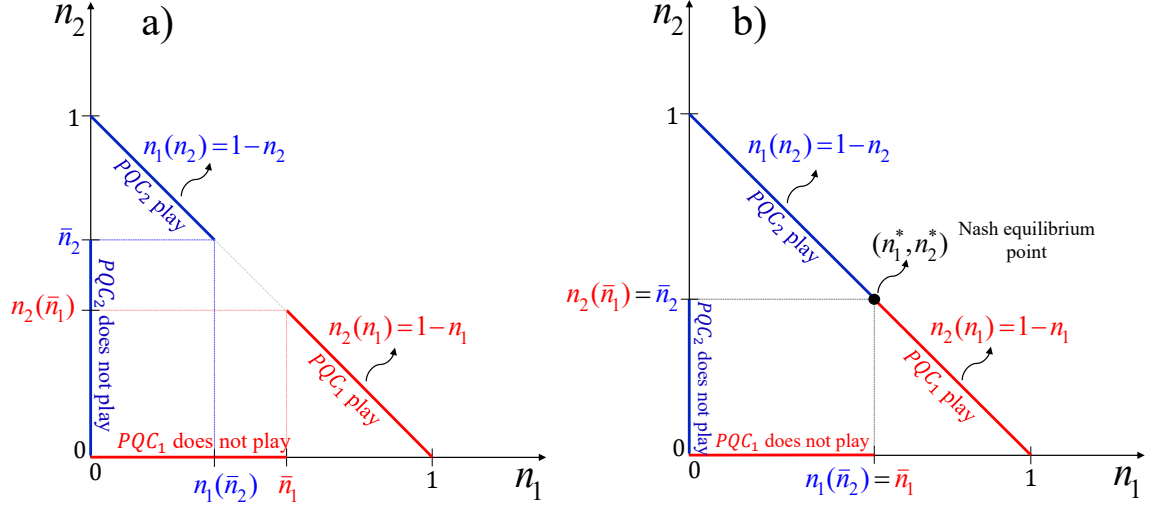 n₂
a)
1
n₁(n₂) = 1 − n₂
PQC₂ play
n̄₂
PQC₂ does not play
n₂(n̄₁)
n₂(n₁) = 1 − n₁
PQC₁ play
PQC₁ does not play
0
0
n₁(n̄₂)
n̄₁
1
n₁
n₂
b)
1
n₁(n₂) = 1 − n₂
PQC₂ play
(n₁*, n₂*)
Nash equilibrium
point
n₂(n̄₁) = n̄₂
PQC₂ does not play
n₂(n₁) = 1 − n₁
PQC₁ play
PQC₁ does not play
0
0
n₁(n̄₂) = n̄₁
1
n₁